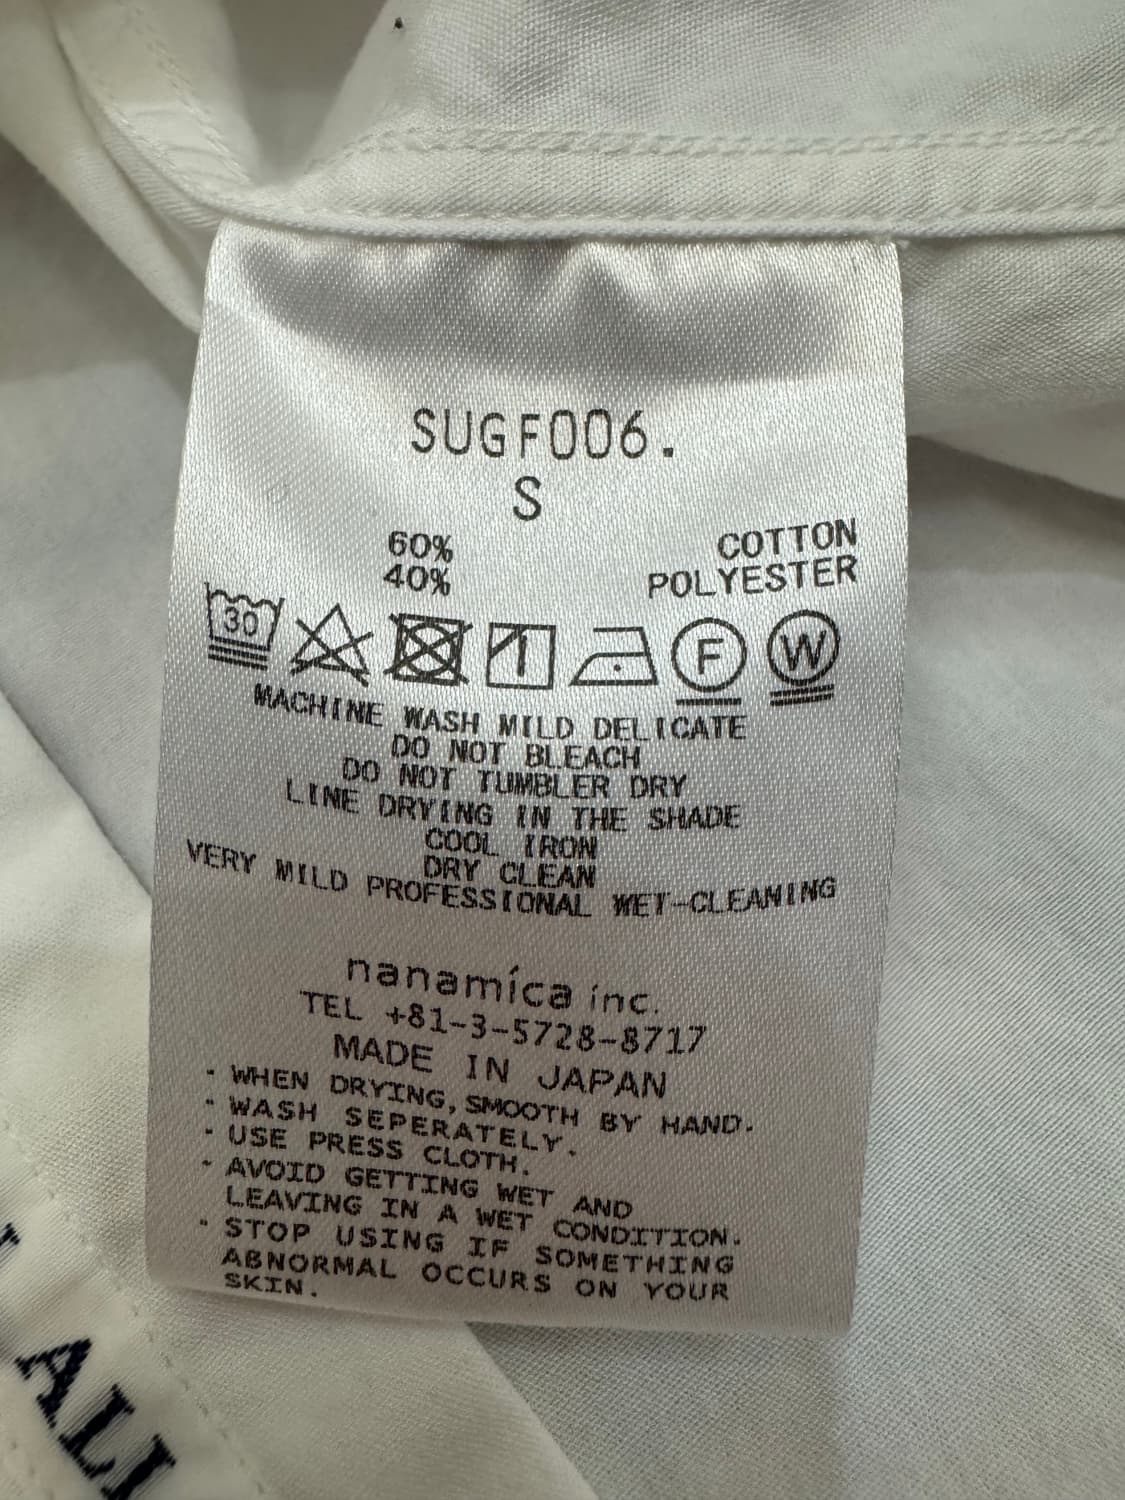 SUGF006.
S
60% COTTON
40% POLYESTER
30 F W
MACHINE WASH MILD DELICATE
DO NOT BLEACH
DO NOT TUMBLER DRY
LINE DRYING IN THE SHADE
COOL IRON
DRY CLEAN
VERY MILD PROFESSIONAL WET-CLEANING
nanamíca inc.
TEL +81-3-5728-8717
MADE IN JAPAN
- WHEN DRYING, SMOOTH BY HAND.
- WASH SEPERATELY.
- USE PRESS CLOTH.
- AVOID GETTING WET AND
LEAVING IN A WET CONDITION.
- STOP USING IF SOMETHING
ABNORMAL OCCURS ON YOUR
SKIN.
ALL